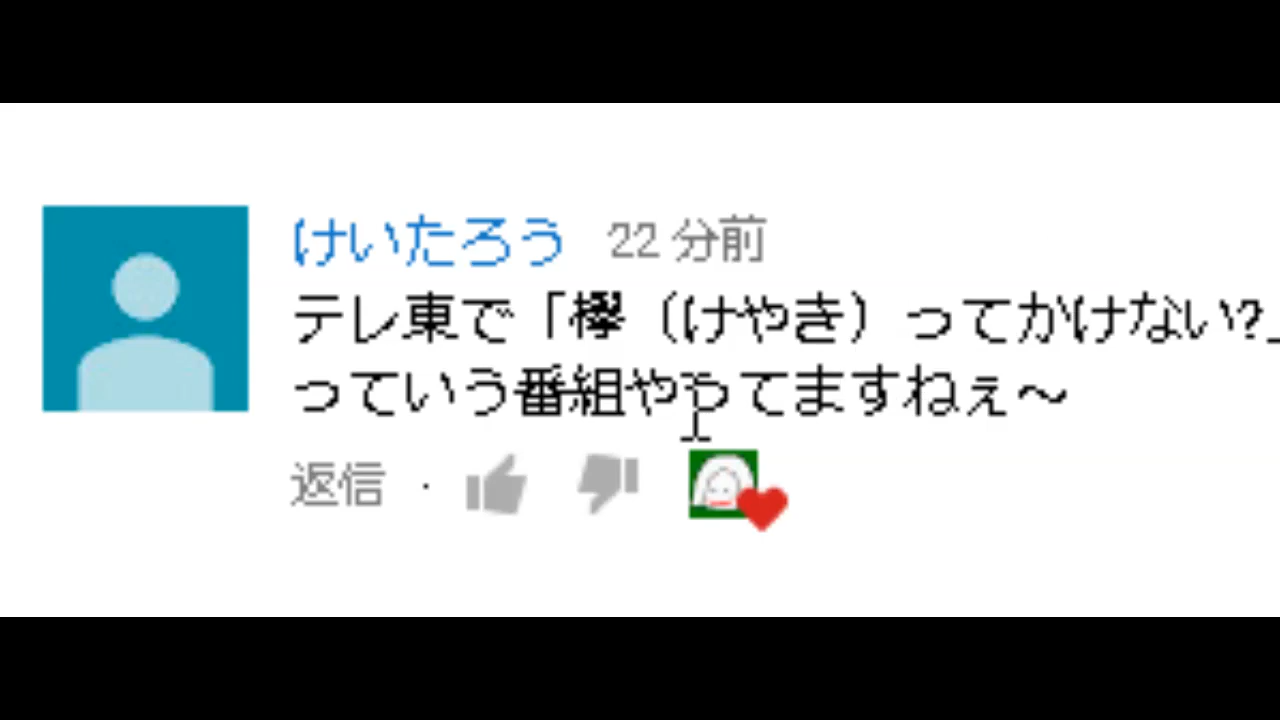 けいたろう 22 分前
テレ東で「欅（けやき）ってかけない?」
っていう番組やってますねぇ〜
返信 ·